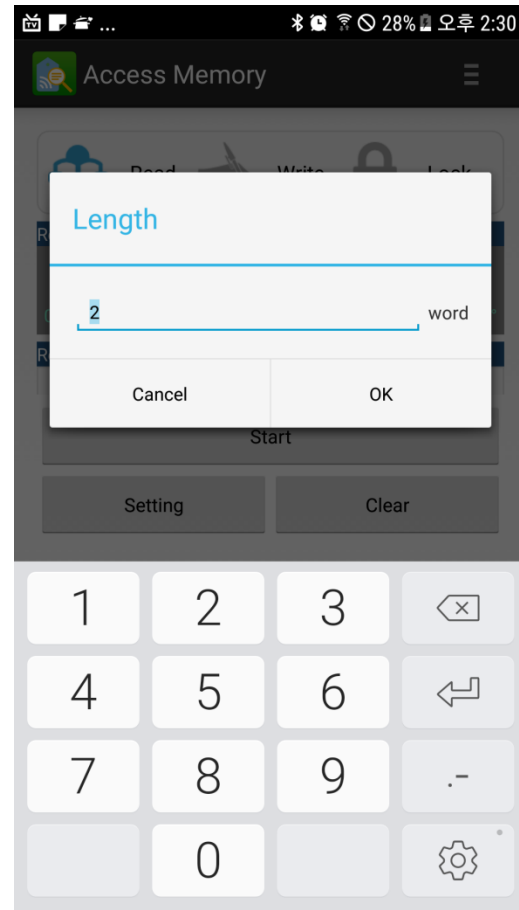 ... 28% 오후 2:30
Access Memory
Read Write Lock
Length
2 word
Cancel OK
Start
Setting Clear
1 2 3
4 5 6
7 8 9 .-
0